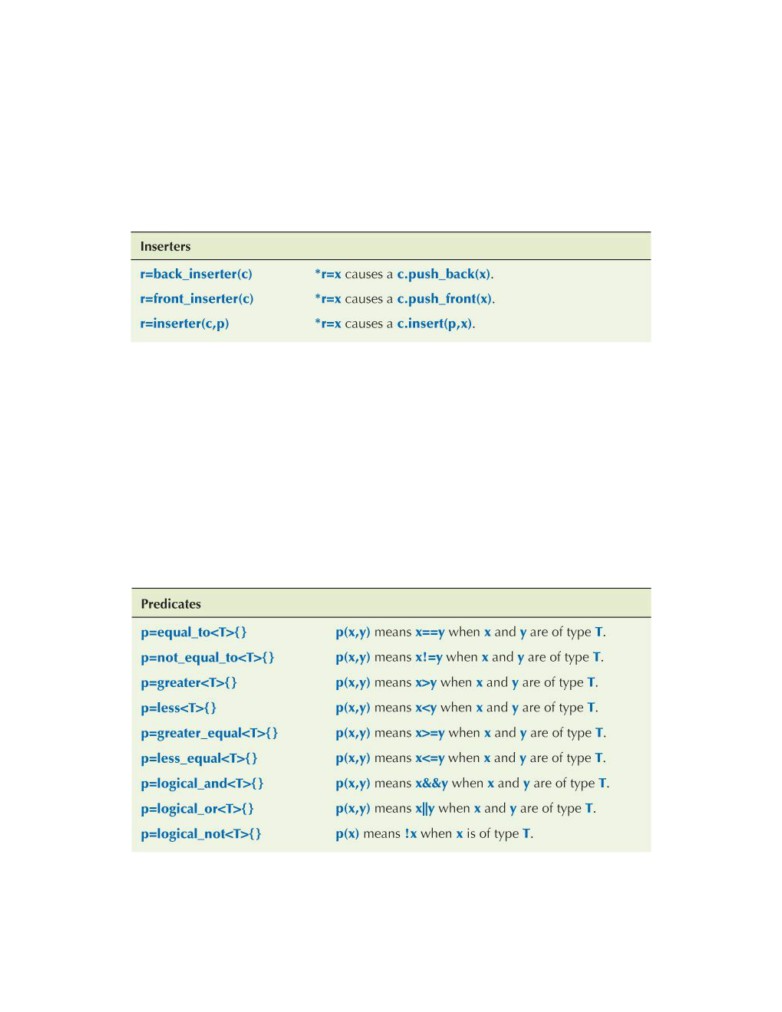 Inserters
r=back_inserter(c) *r=x causes a c.push_back(x).
r=front_inserter(c) *r=x causes a c.push_front(x).
r=inserter(c,p) *r=x causes a c.insert(p,x).
Predicates
p=equal_to<T>{} p(x,y) means x==y when x and y are of type T.
p=not_equal_to<T>{} p(x,y) means x!=y when x and y are of type T.
p=greater<T>{} p(x,y) means x>y when x and y are of type T.
p=less<T>{} p(x,y) means x<y when x and y are of type T.
p=greater_equal<T>{} p(x,y) means x>=y when x and y are of type T.
p=less_equal<T>{} p(x,y) means x<=y when x and y are of type T.
p=logical_and<T>{} p(x,y) means x&&y when x and y are of type T.
p=logical_or<T>{} p(x,y) means x||y when x and y are of type T.
p=logical_not<T>{} p(x) means !x when x is of type T.